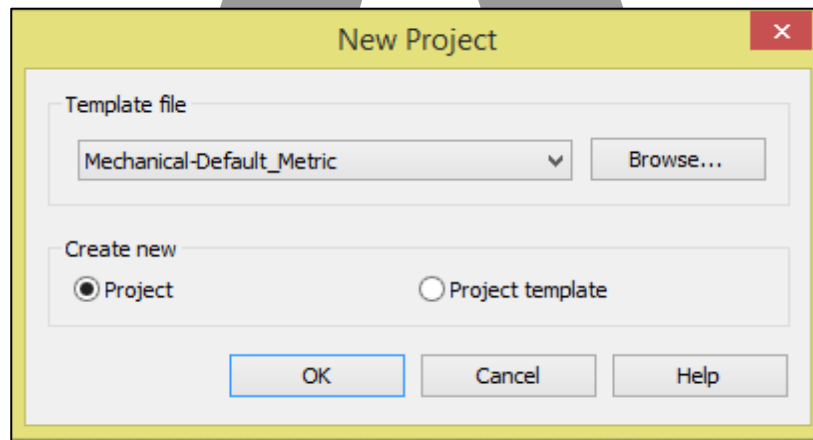 New Project
Template file
Mechanical-Default_Metric
Browse...
Create new
Project
Project template
OK
Cancel
Help